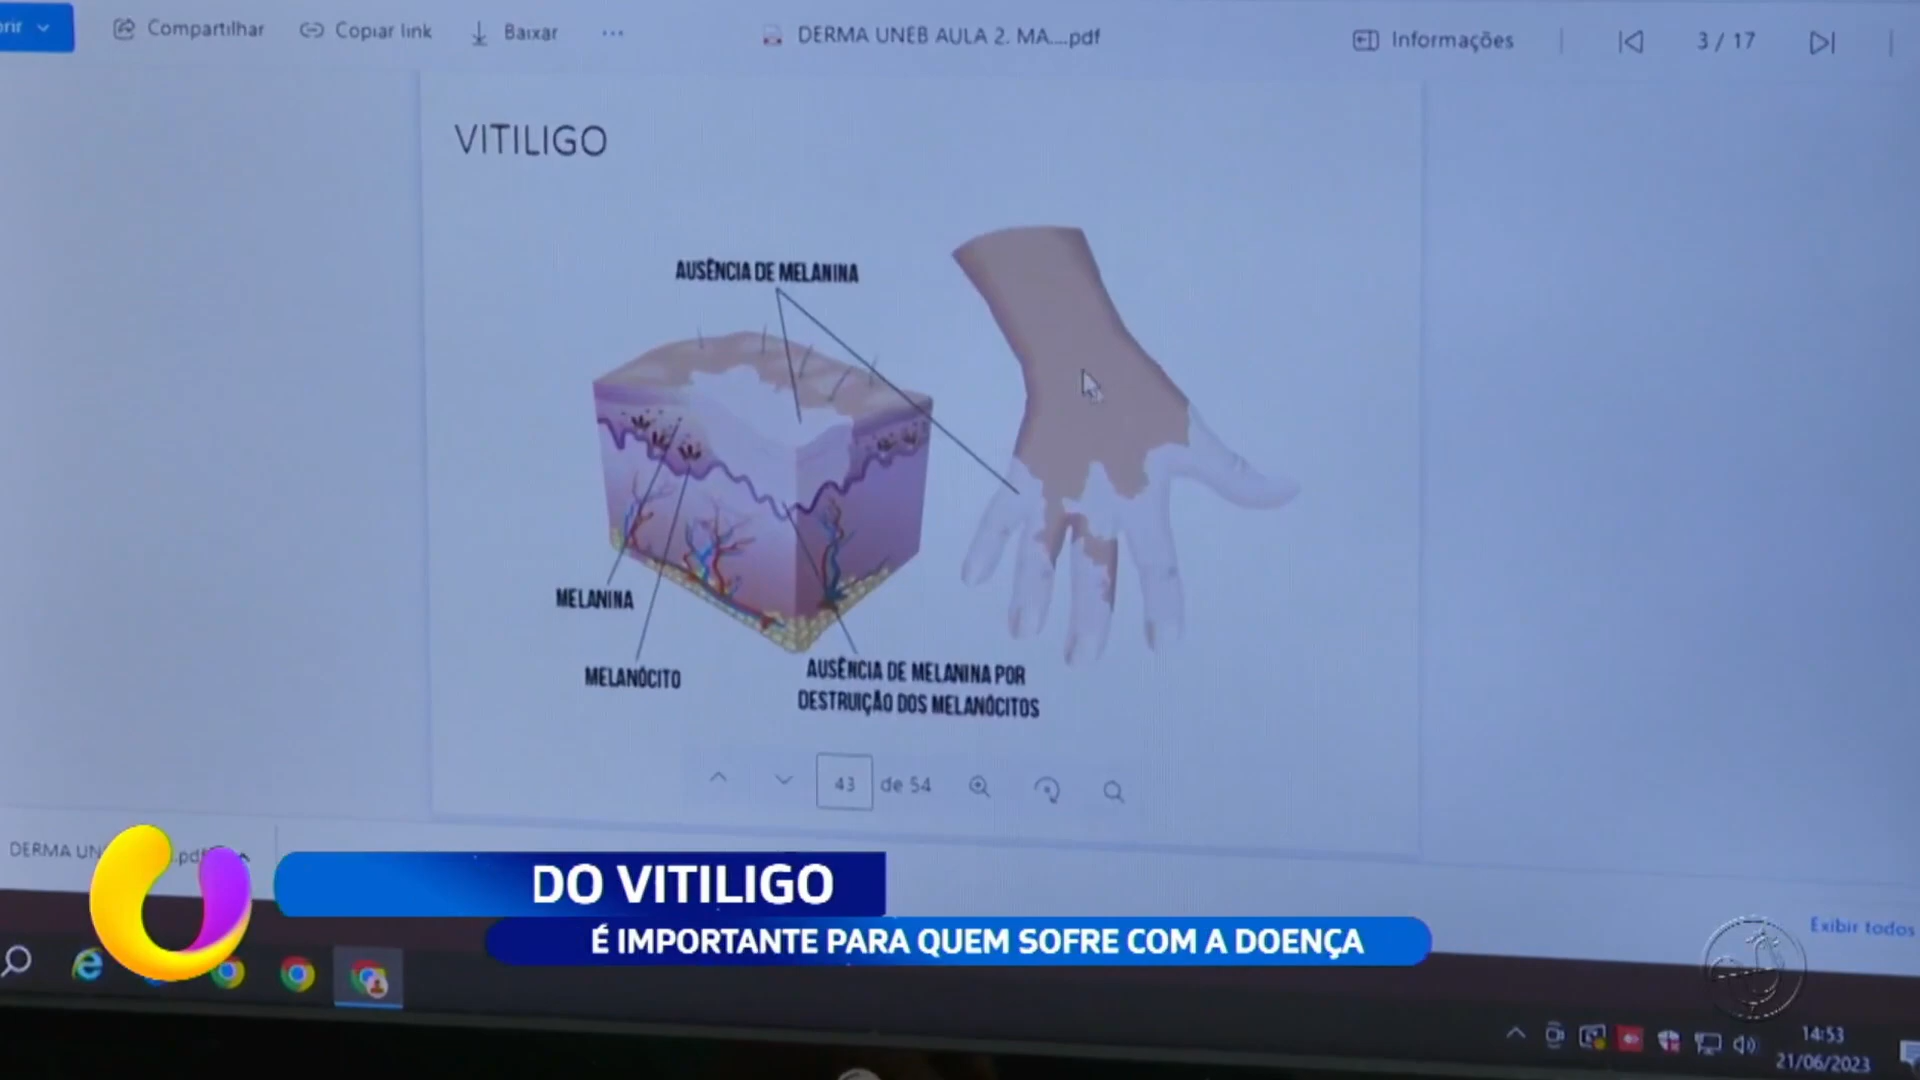 Compartilhar
Copiar link
Baixar
...
DERMA UNEB AULA 2. MA....pdf
Informações
3 / 17
VITILIGO
AUSÊNCIA DE MELANINA
MELANINA
MELANÓCITO
AUSÊNCIA DE MELANINA POR
DESTRUIÇÃO DOS MELANÓCITOS
43 de 54
DO VITILIGO
É IMPORTANTE PARA QUEM SOFRE COM A DOENÇA
Exibir todos
14:53
21/06/2023